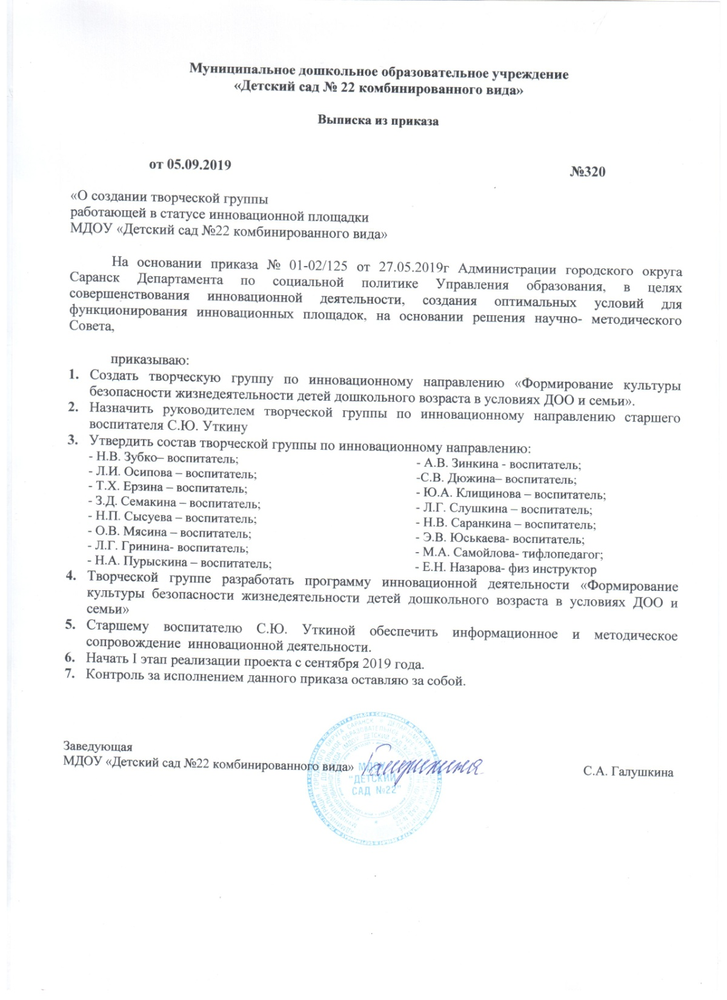 Муниципальное дошкольное образовательное учреждение
«Детский сад № 22 комбинированного вида»
Выписка из приказа
от 05.09.2019 №320
«О создании творческой группы
работающей в статусе инновационной площадки
МДОУ «Детский сад №22 комбинированного вида»
На основании приказа № 01-02/125 от 27.05.2019г Администрации городского округа
Саранск Департамента по социальной политике Управления образования, в целях
совершенствования инновационной деятельности, создания оптимальных условий для
функционирования инновационных площадок, на основании решения научно- методического
Совета,
приказываю:
1. Создать творческую группу по инновационному направлению «Формирование культуры
безопасности жизнедеятельности детей дошкольного возраста в условиях ДОО и семьи».
2. Назначить руководителем творческой группы по инновационному направлению старшего
воспитателя С.Ю. Уткину
3. Утвердить состав творческой группы по инновационному направлению:
- Н.В. Зубко– воспитатель;
- Л.И. Осипова – воспитатель;
- Т.Х. Ерзина – воспитатель;
- З.Д. Семакина – воспитатель;
- Н.П. Сысуева – воспитатель;
- О.В. Мясина – воспитатель;
- Л.Г. Гринина- воспитатель;
- Н.А. Пурыскина – воспитатель;
- А.В. Зинкина - воспитатель;
-С.В. Дюжина– воспитатель;
- Ю.А. Клищинова – воспитатель;
- Л.Г. Слушкина – воспитатель;
- Н.В. Саранкина – воспитатель;
- Э.В. Юськаева- воспитатель;
- М.А. Самойлова- тифлопедагог;
- Е.Н. Назарова- физ инструктор
4. Творческой группе разработать программу инновационной деятельности «Формирование
культуры безопасности жизнедеятельности детей дошкольного возраста в условиях ДОО и
семьи»
5. Старшему воспитателю С.Ю. Уткиной обеспечить информационное и методическое
сопровождение инновационной деятельности.
6. Начать I этап реализации проекта с сентября 2019 года.
7. Контроль за исполнением данного приказа оставляю за собой.
Заведующая
МДОУ «Детский сад №22 комбинированного вида»
Галушкина
С.А. Галушкина
МДОУ
"ДЕТСКИЙ
САД №22"